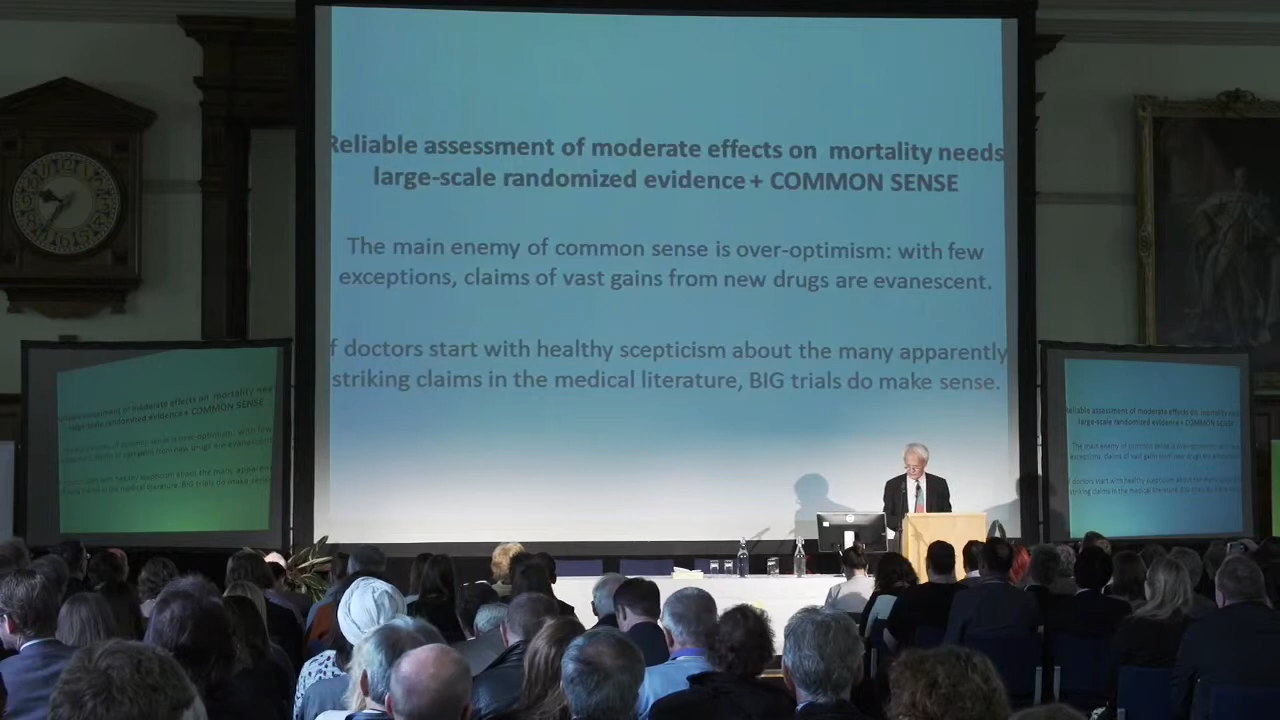 Reliable assessment of moderate effects on mortality needs
large-scale randomized evidence + COMMON SENSE
The main enemy of common sense is over-optimism: with few
exceptions, claims of vast gains from new drugs are evanescent.
f doctors start with healthy scepticism about the many apparently
striking claims in the medical literature, BIG trials do make sense.